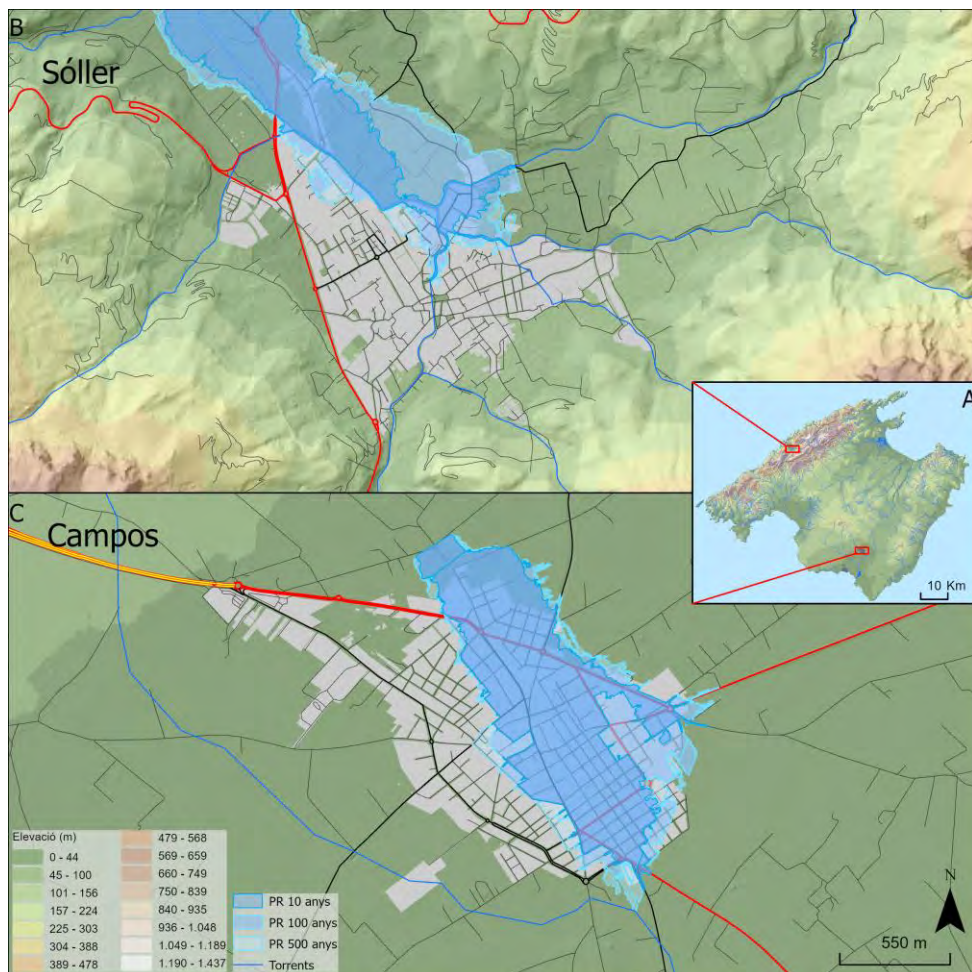 B
Sóller
A
10 Km
C
Campos
Elevació (m)
0 - 44
45 - 100
101 - 156
157 - 224
225 - 303
304 - 388
389 - 478
479 - 568
569 - 659
660 - 749
750 - 839
840 - 935
936 - 1.048
1.049 - 1.189
1.190 - 1.437
PR 10 anys
PR 100 anys
PR 500 anys
Torrents
N
550 m